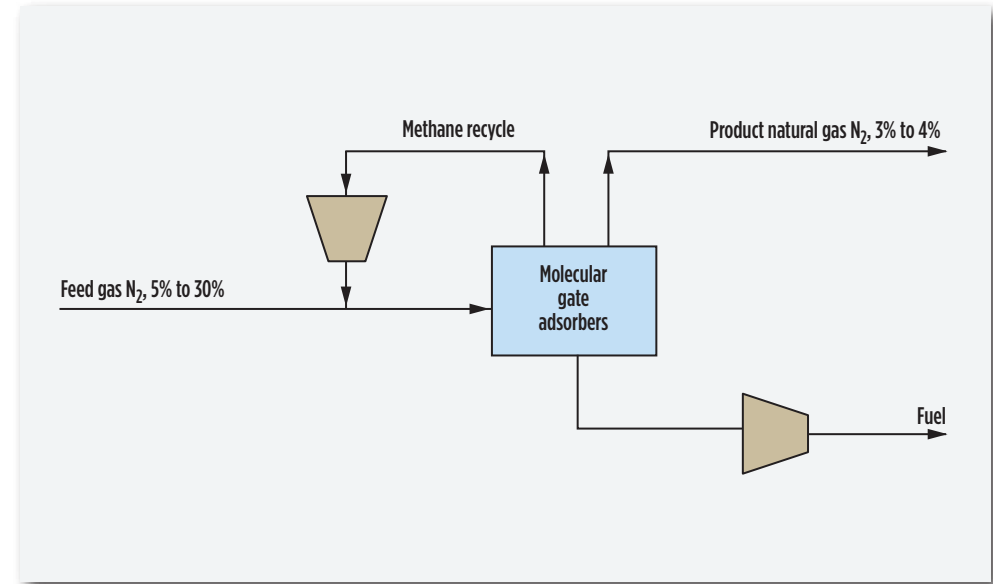 Methane recycle
Product natural gas N₂, 3% to 4%
Feed gas N₂, 5% to 30%
Molecular
gate
adsorbers
Fuel